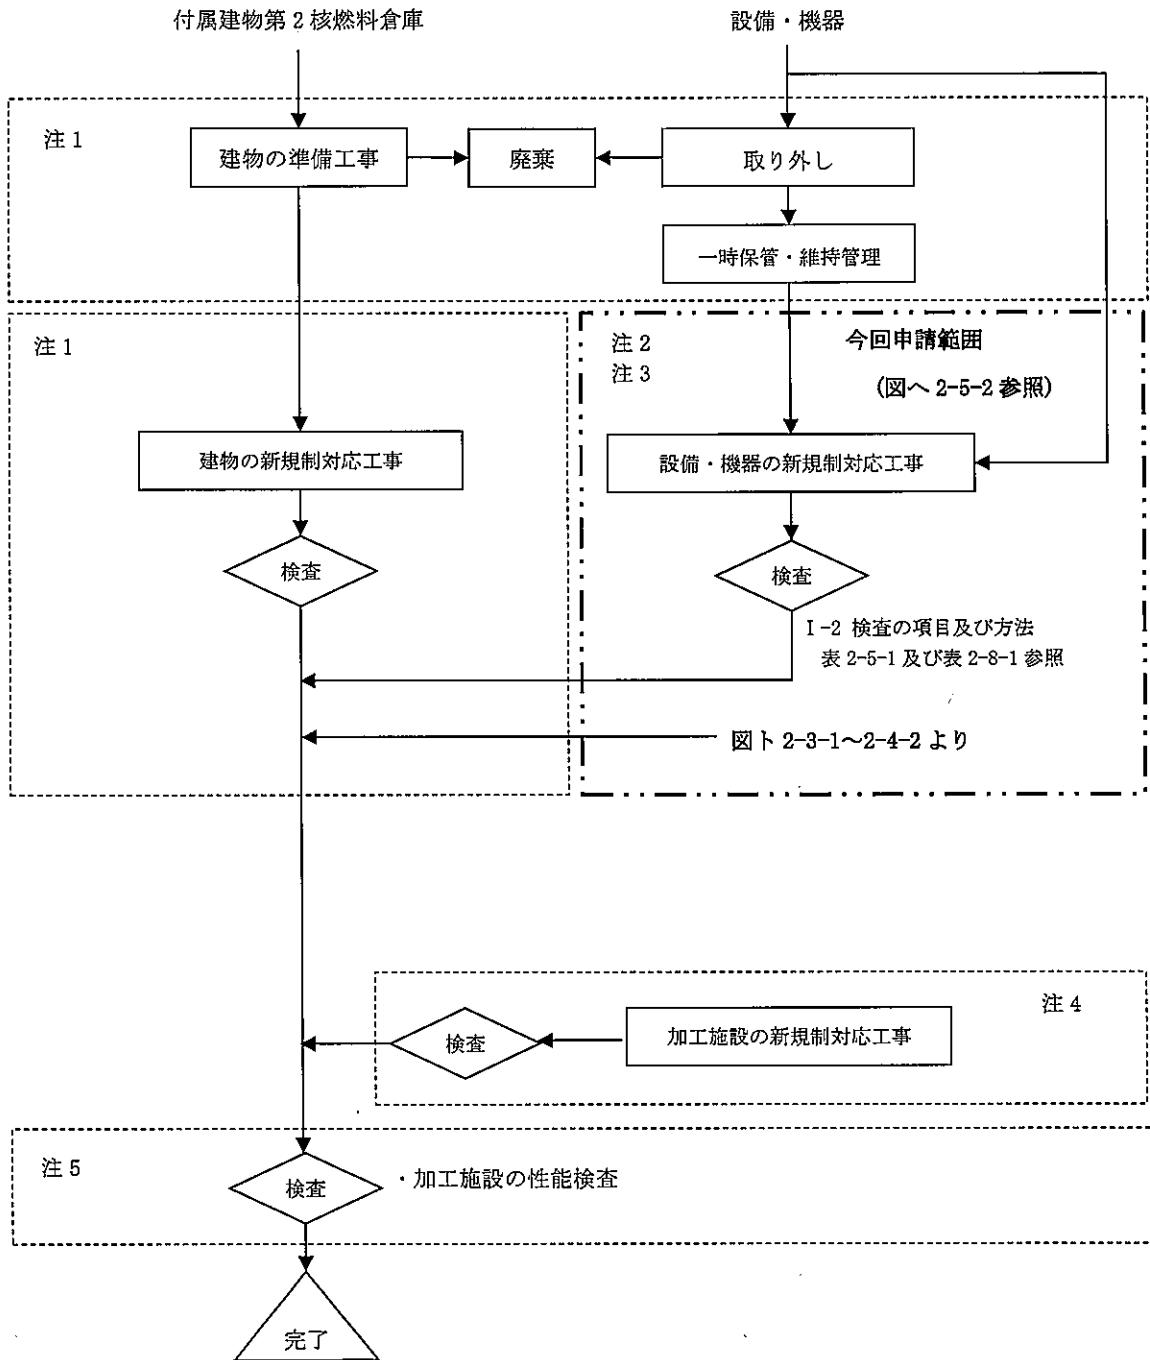 付属建物第２核燃料倉庫
設備・機器
注 1
建物の準備工事
廃棄
取り外し
一時保管・維持管理
注 1
注 2
注 3
今回申請範囲
(図へ 2-5-2 参照)
建物の新規制対応工事
設備・機器の新規制対応工事
検査
検査
Ⅰ-2 検査の項目及び方法
表 2-5-1 及び表 2-8-1 参照
図ト 2-3-1～2-4-2 より
注 4
検査
加工施設の新規制対応工事
注 5
検査
・加工施設の性能検査
完了